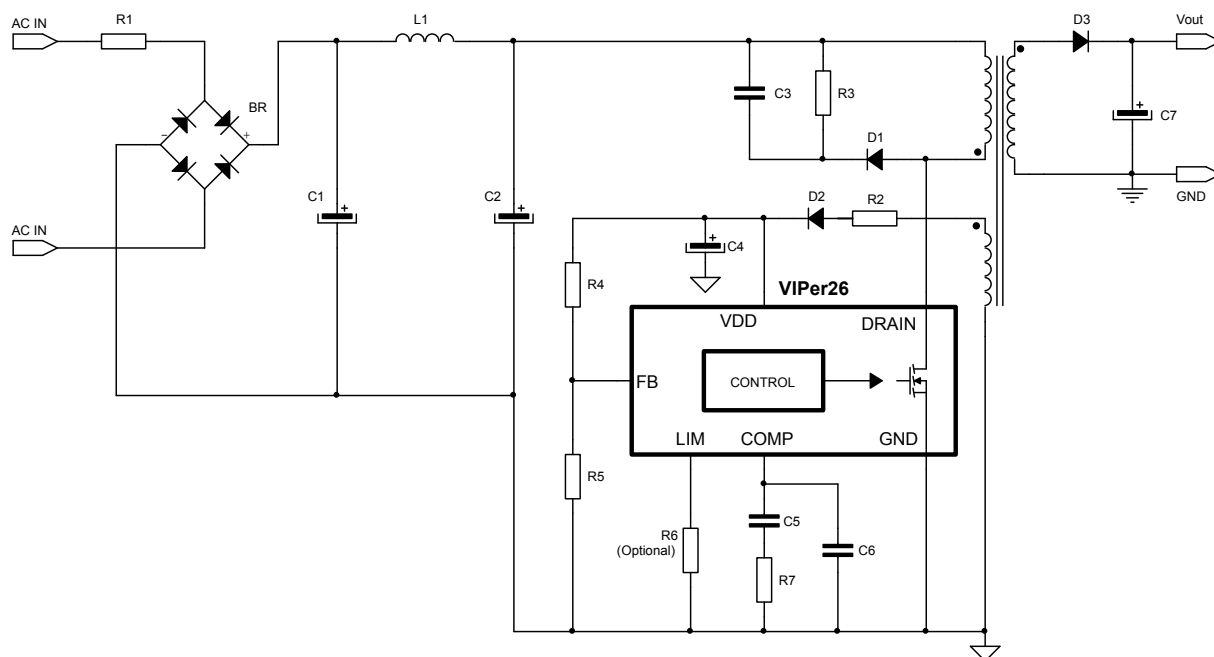 AC IN
R1
L1
D3
Vout
BR
-
+
+
C1
+
C2
C3
R3
D1
+
C7
GND
D2
R2
+
C4
R4
VIPer26
VDD
DRAIN
FB
CONTROL
LIM
COMP
GND
AC IN
R5
R6
(Optional)
C5
R7
C6